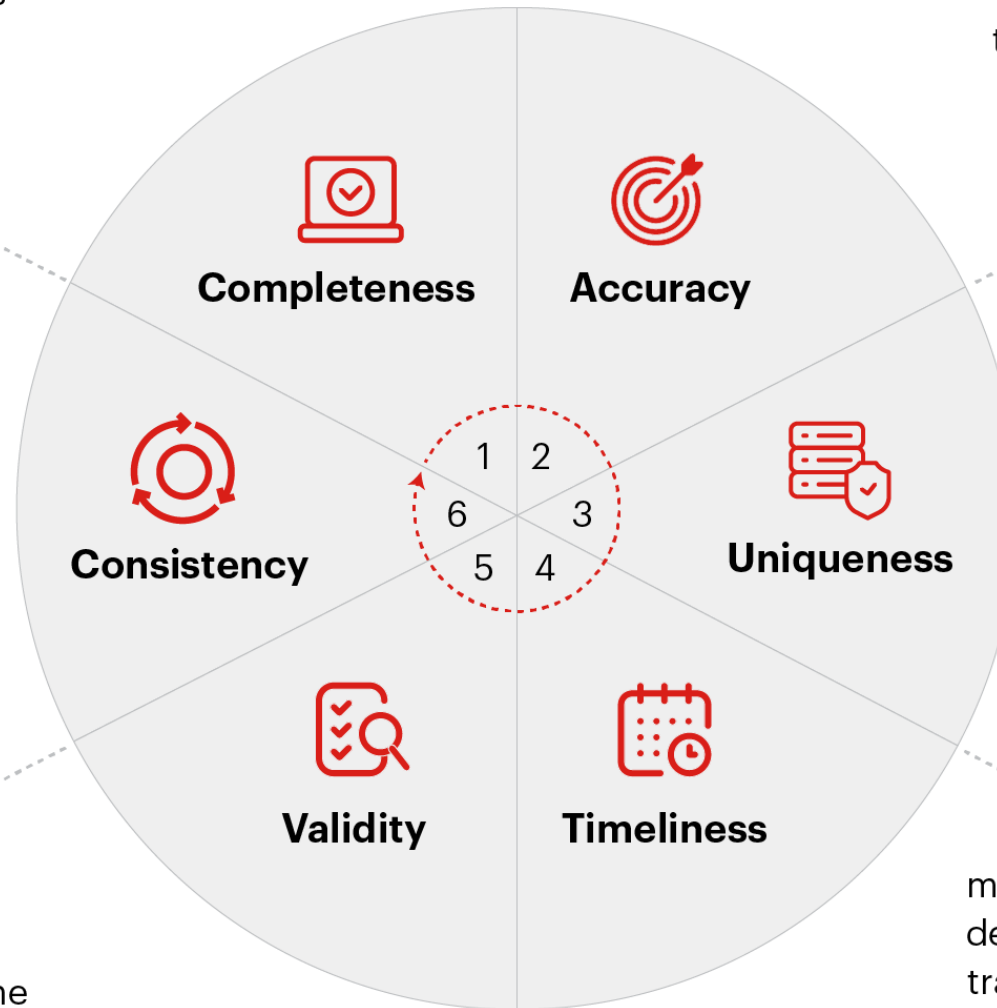 Completeness
Accuracy
1 2
6 3
5 4
Consistency
Uniqueness
Validity
Timeliness